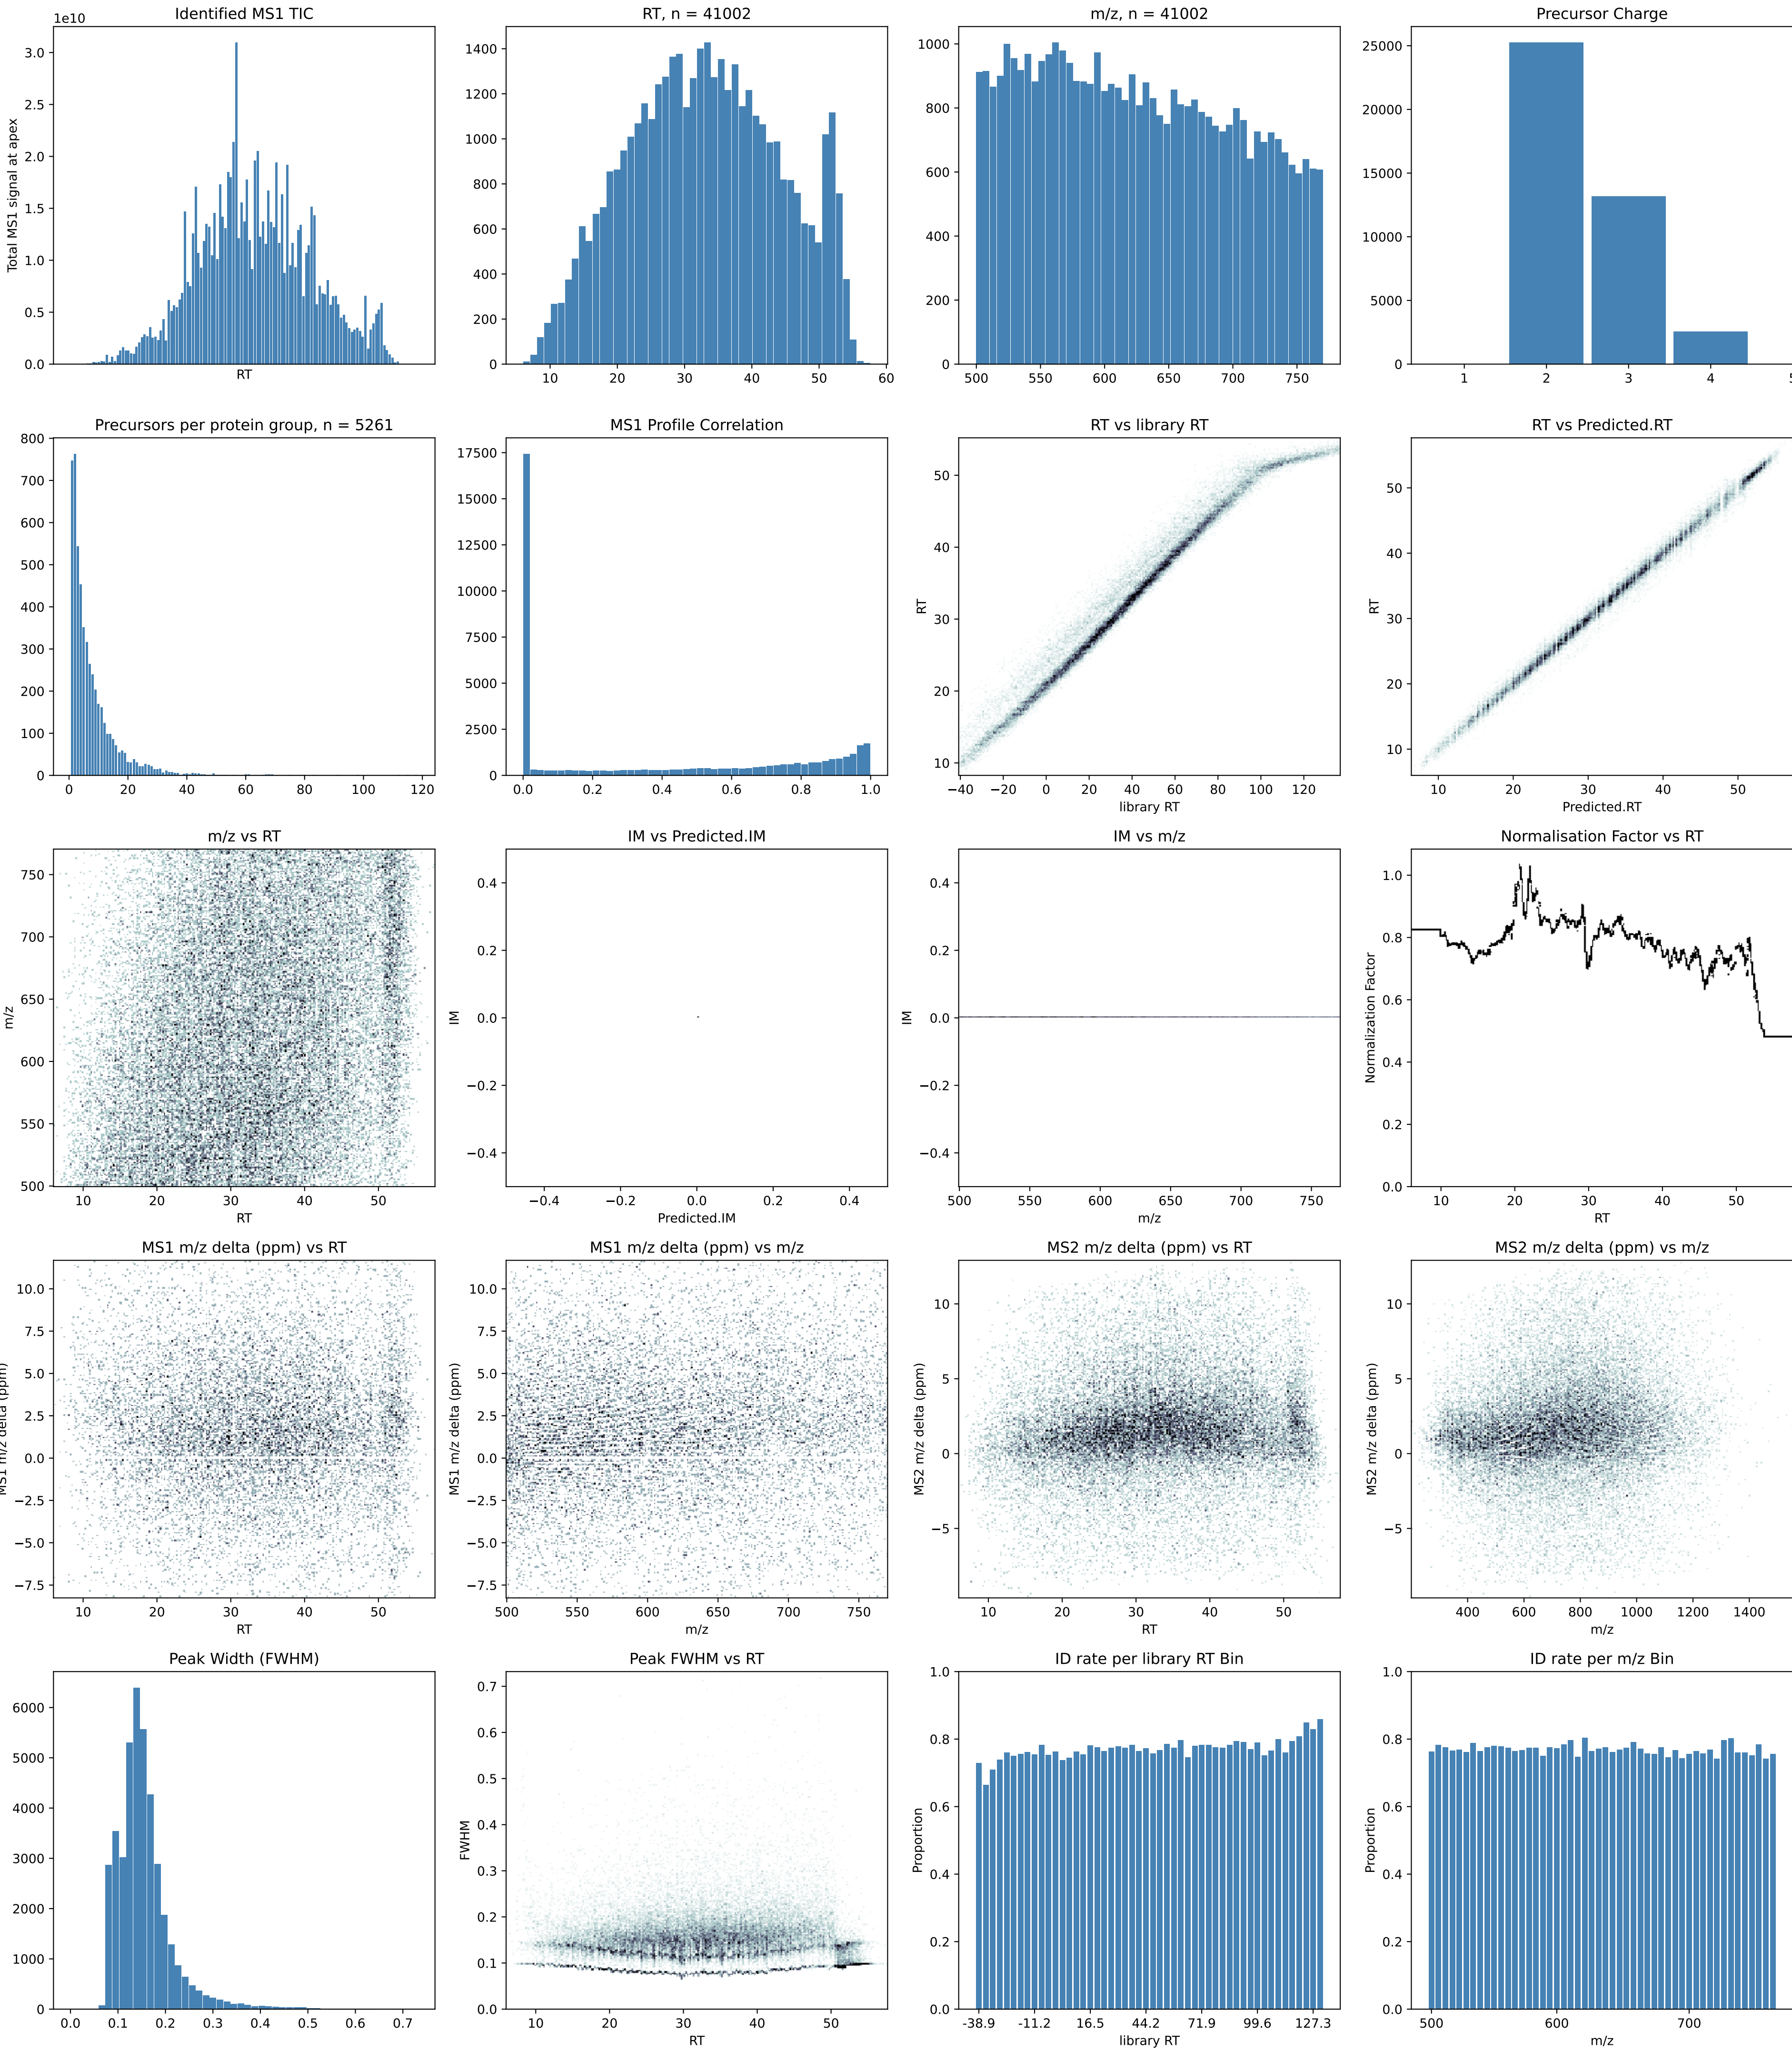 Identified MS1 TIC
1e10
Total MS1 signal at apex
3.0
2.5
2.0
1.5
1.0
0.5
0.0
RT
RT, n = 41002
1400
1200
1000
800
600
400
200
0
10 20 30 40 50 60
m/z, n = 41002
1000
800
600
400
200
0
500 550 600 650 700 750
Precursor Charge
25000
20000
15000
10000
5000
0
1 2 3 4 5
Precursors per protein group, n = 5261
800
700
600
500
400
300
200
100
0
0 20 40 60 80 100 120
MS1 Profile Correlation
17500
15000
12500
10000
7500
5000
2500
0
0.0 0.2 0.4 0.6 0.8 1.0
RT vs library RT
RT
50
40
30
20
10
−40 −20 0 20 40 60 80 100 120
library RT
RT vs Predicted.RT
RT
50
40
30
20
10
10 20 30 40 50
Predicted.RT
m/z vs RT
m/z
750
700
650
600
550
500
10 20 30 40 50
RT
IM vs Predicted.IM
IM
0.4
0.2
0.0
−0.2
−0.4
−0.4 −0.2 0.0 0.2 0.4
Predicted.IM
IM vs m/z
IM
0.4
0.2
0.0
−0.2
−0.4
500 550 600 650 700 750
m/z
Normalisation Factor vs RT
Normalization Factor
1.0
0.8
0.6
0.4
0.2
0.0
10 20 30 40 50
RT
MS1 m/z delta (ppm) vs RT
MS1 m/z delta (ppm)
10.0
7.5
5.0
2.5
0.0
−2.5
−5.0
−7.5
10 20 30 40 50
RT
MS1 m/z delta (ppm) vs m/z
MS1 m/z delta (ppm)
10.0
7.5
5.0
2.5
0.0
−2.5
−5.0
−7.5
500 550 600 650 700 750
m/z
MS2 m/z delta (ppm) vs RT
MS2 m/z delta (ppm)
10
5
0
−5
10 20 30 40 50
RT
MS2 m/z delta (ppm) vs m/z
MS2 m/z delta (ppm)
10
5
0
−5
400 600 800 1000 1200 1400
m/z
Peak Width (FWHM)
6000
5000
4000
3000
2000
1000
0
0.0 0.1 0.2 0.3 0.4 0.5 0.6 0.7
Peak FWHM vs RT
FWHM
0.7
0.6
0.5
0.4
0.3
0.2
0.1
0.0
10 20 30 40 50
RT
ID rate per library RT Bin
Proportion
1.0
0.8
0.6
0.4
0.2
0.0
-38.9 -11.2 16.5 44.2 71.9 99.6 127.3
library RT
ID rate per m/z Bin
Proportion
1.0
0.8
0.6
0.4
0.2
0.0
500 600 700
m/z